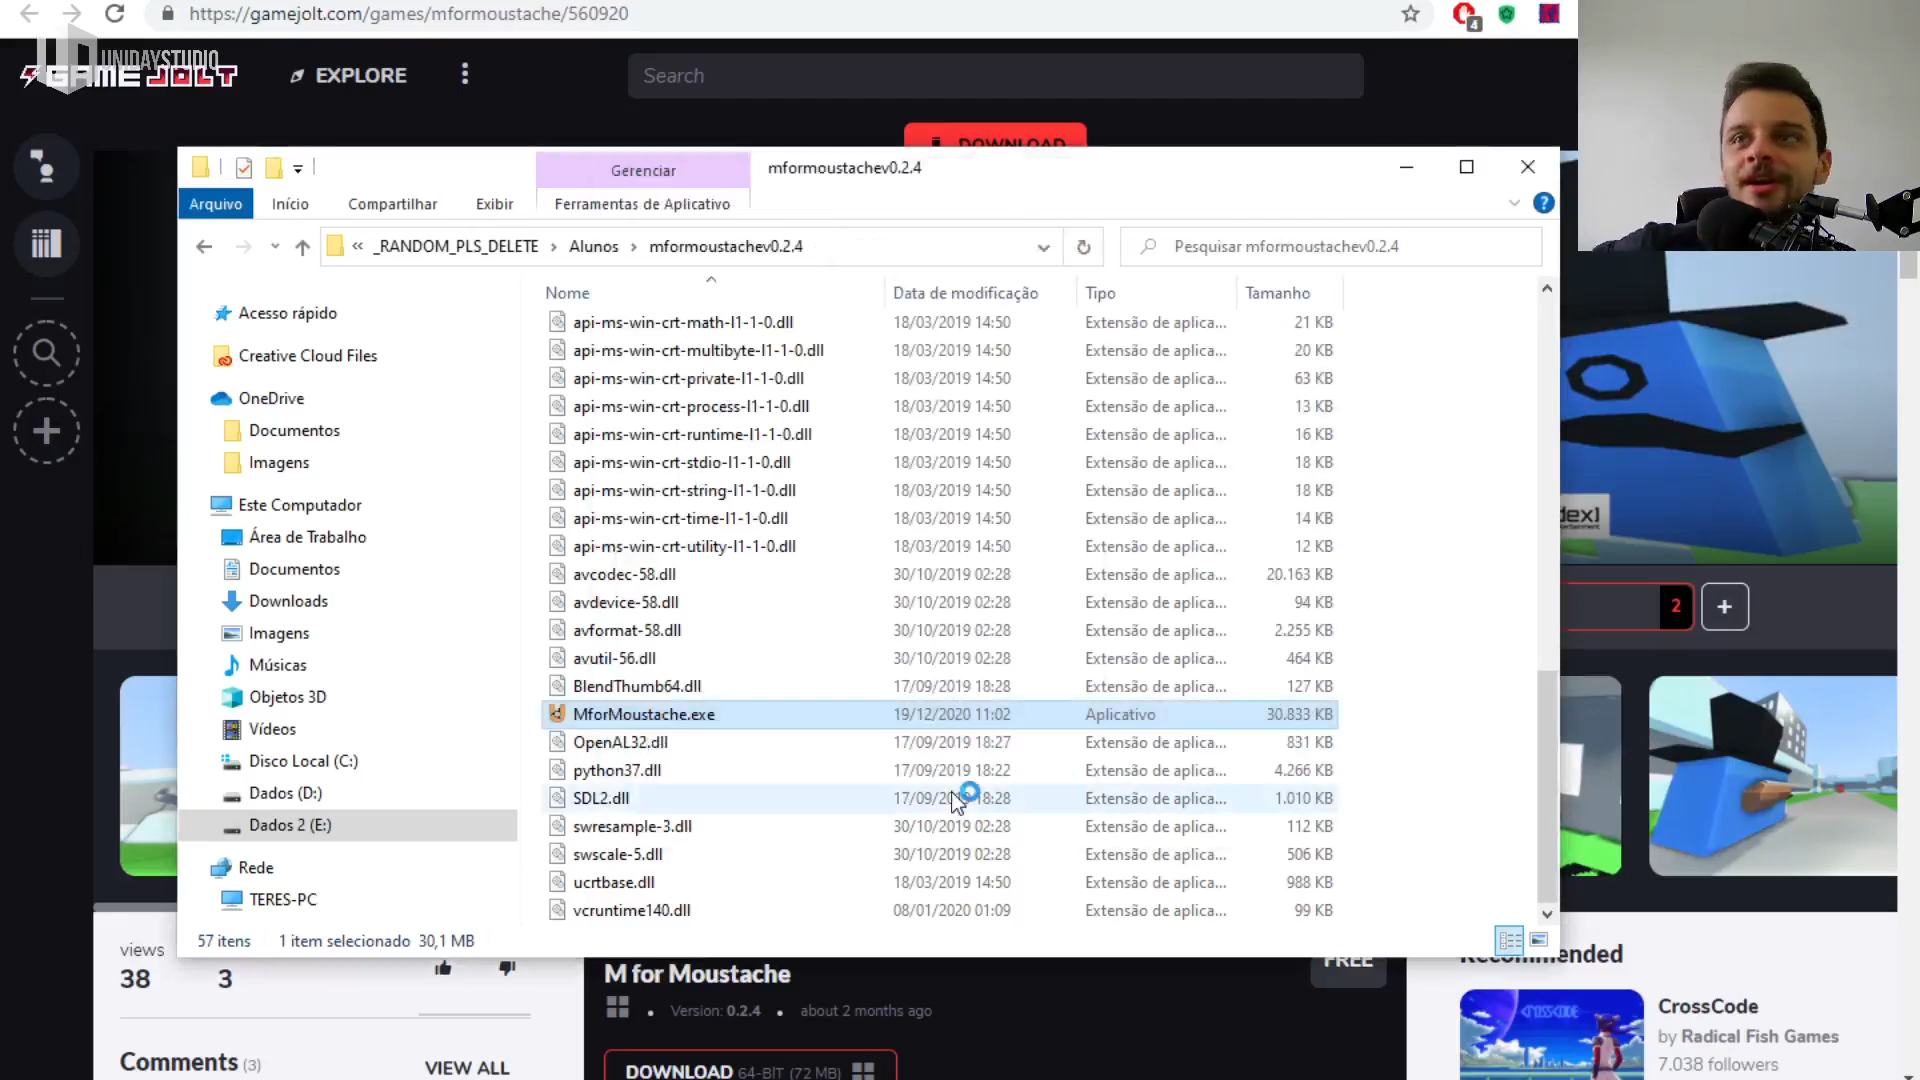 https://gamejolt.com/games/mformoustache/560920
4
UNIDAYSTUDIO
GAME JOLT
EXPLORE
Search
DOWNLOAD
Gerenciar
mformoustachev0.2.4
Arquivo
Início
Compartilhar
Exibir
Ferramentas de Aplicativo
« _RANDOM_PLS_DELETE > Alunos > mformoustachev0.2.4
Pesquisar mformoustachev0.2.4
Acesso rápido
Creative Cloud Files
OneDrive
Documentos
Imagens
Este Computador
Área de Trabalho
Documentos
Downloads
Imagens
Músicas
Objetos 3D
Vídeos
Disco Local (C:)
Dados (D:)
Dados 2 (E:)
Rede
TERES-PC
Nome Data de modificação Tipo Tamanho
api-ms-win-crt-math-l1-1-0.dll 18/03/2019 14:50 Extensão de aplica... 21 KB
api-ms-win-crt-multibyte-l1-1-0.dll 18/03/2019 14:50 Extensão de aplica... 20 KB
api-ms-win-crt-private-l1-1-0.dll 18/03/2019 14:50 Extensão de aplica... 63 KB
api-ms-win-crt-process-l1-1-0.dll 18/03/2019 14:50 Extensão de aplica... 13 KB
api-ms-win-crt-runtime-l1-1-0.dll 18/03/2019 14:50 Extensão de aplica... 16 KB
api-ms-win-crt-stdio-l1-1-0.dll 18/03/2019 14:50 Extensão de aplica... 18 KB
api-ms-win-crt-string-l1-1-0.dll 18/03/2019 14:50 Extensão de aplica... 18 KB
api-ms-win-crt-time-l1-1-0.dll 18/03/2019 14:50 Extensão de aplica... 14 KB
api-ms-win-crt-utility-l1-1-0.dll 18/03/2019 14:50 Extensão de aplica... 12 KB
avcodec-58.dll 30/10/2019 02:28 Extensão de aplica... 20.163 KB
avdevice-58.dll 30/10/2019 02:28 Extensão de aplica... 94 KB
avformat-58.dll 30/10/2019 02:28 Extensão de aplica... 2.255 KB
avutil-56.dll 30/10/2019 02:28 Extensão de aplica... 464 KB
BlendThumb64.dll 17/09/2019 18:28 Extensão de aplica... 127 KB
MforMoustache.exe 19/12/2020 11:02 Aplicativo 30.833 KB
OpenAL32.dll 17/09/2019 18:27 Extensão de aplica... 831 KB
python37.dll 17/09/2019 18:22 Extensão de aplica... 4.266 KB
SDL2.dll 17/09/2019 18:28 Extensão de aplica... 1.010 KB
swresample-3.dll 30/10/2019 02:28 Extensão de aplica... 112 KB
swscale-5.dll 30/10/2019 02:28 Extensão de aplica... 506 KB
ucrtbase.dll 18/03/2019 14:50 Extensão de aplica... 988 KB
vcruntime140.dll 08/01/2020 01:09 Extensão de aplica... 99 KB
57 itens 1 item selecionado 30,1 MB
2
views
38
3
Comments (3)
VIEW ALL
M for Moustache
FREE
Version: 0.2.4 • about 2 months ago
DOWNLOAD 64-BIT (72 MB)
Recommended
CROSSCODE
CrossCode
by Radical Fish Games
7.038 followers